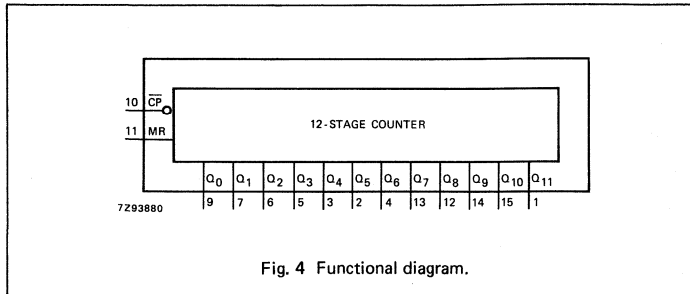 10 C̅P̅
12-STAGE COUNTER
11 MR
Q0 Q1 Q2 Q3 Q4 Q5 Q6 Q7 Q8 Q9 Q10 Q11
9 7 6 5 3 2 4 13 12 14 15 1
7Z93880
Fig. 4 Functional diagram.